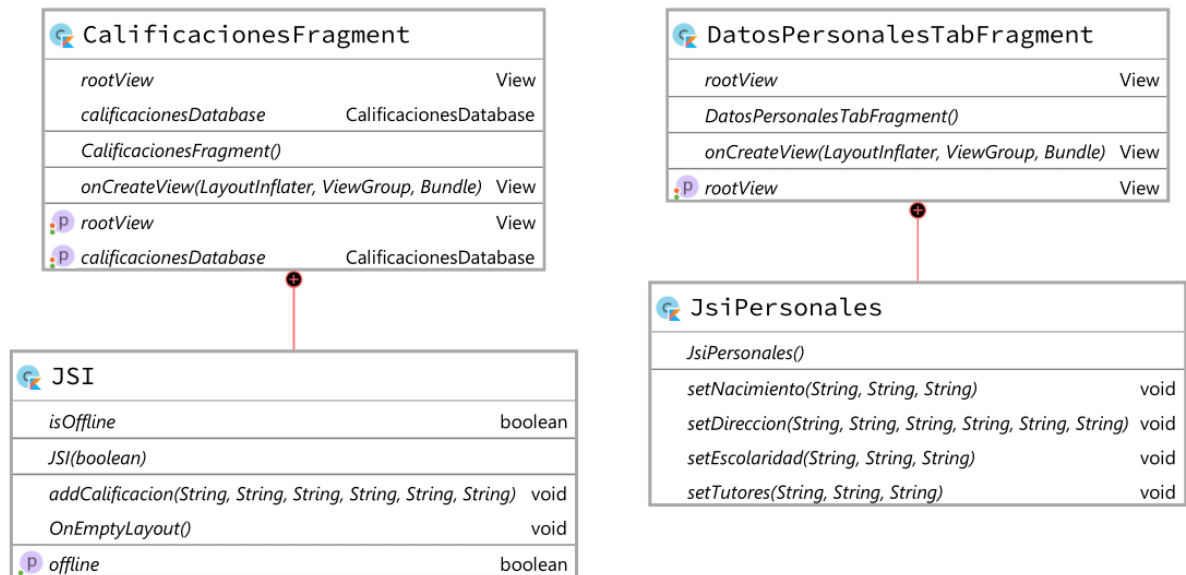 CalificacionesFragment
rootView View
calificacionesDatabase CalificacionesDatabase
CalificacionesFragment()
onCreateView(LayoutInflater, ViewGroup, Bundle) View
p rootView View
p calificacionesDatabase CalificacionesDatabase
JSI
isOffline boolean
JSI(boolean)
addCalificacion(String, String, String, String, String, String) void
OnEmptyLayout() void
p offline boolean
DatosPersonalesTabFragment
rootView View
DatosPersonalesTabFragment()
onCreateView(LayoutInflater, ViewGroup, Bundle) View
p rootView View
JsiPersonales
JsiPersonales()
setNacimiento(String, String, String) void
setDireccion(String, String, String, String, String, String) void
setEscolaridad(String, String, String) void
setTutores(String, String, String) void